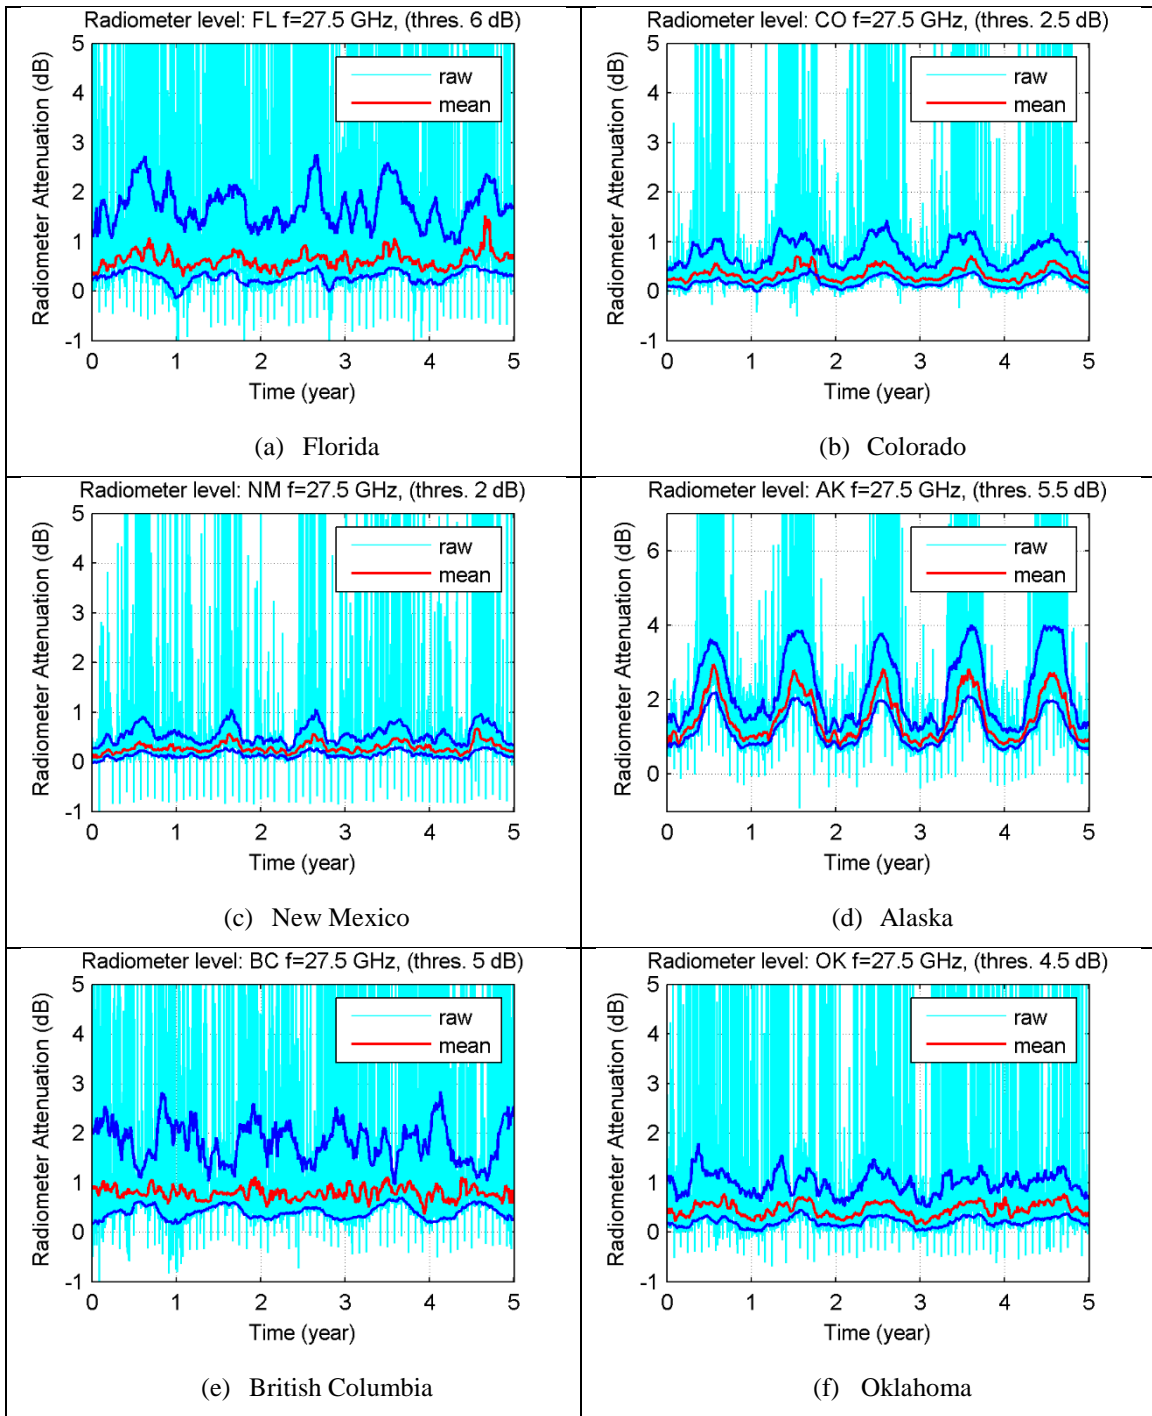 Radiometer level: FL f=27.5 GHz, (thres. 6 dB)
Radiometer Attenuation (dB)
5
4
3
2
1
0
-1
raw
mean
0 1 2 3 4 5
Time (year)
(a) Florida
Radiometer level: CO f=27.5 GHz, (thres. 2.5 dB)
Radiometer Attenuation (dB)
5
4
3
2
1
0
-1
raw
mean
0 1 2 3 4 5
Time (year)
(b) Colorado
Radiometer level: NM f=27.5 GHz, (thres. 2 dB)
Radiometer Attenuation (dB)
5
4
3
2
1
0
-1
raw
mean
0 1 2 3 4 5
Time (year)
(c) New Mexico
Radiometer level: AK f=27.5 GHz, (thres. 5.5 dB)
Radiometer Attenuation (dB)
6
4
2
0
raw
mean
0 1 2 3 4 5
Time (year)
(d) Alaska
Radiometer level: BC f=27.5 GHz, (thres. 5 dB)
Radiometer Attenuation (dB)
5
4
3
2
1
0
-1
raw
mean
0 1 2 3 4 5
Time (year)
(e) British Columbia
Radiometer level: OK f=27.5 GHz, (thres. 4.5 dB)
Radiometer Attenuation (dB)
5
4
3
2
1
0
-1
raw
mean
0 1 2 3 4 5
Time (year)
(f) Oklahoma